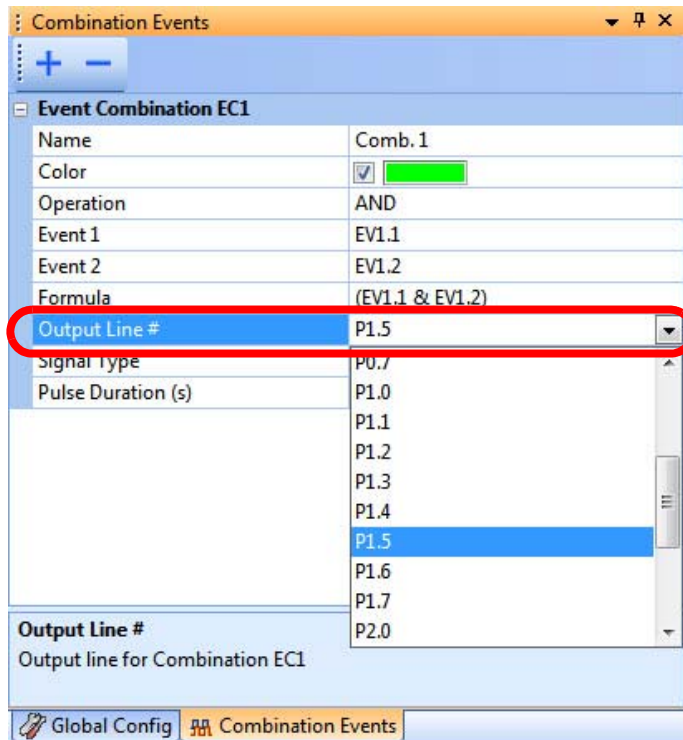 Combination Events
Event Combination EC1
Name Comb. 1
Color
Operation AND
Event 1 EV1.1
Event 2 EV1.2
Formula (EV1.1 & EV1.2)
Output Line # P1.5
Signal Type P0.7
Pulse Duration (s) P1.0
P1.1
P1.2
P1.3
P1.4
P1.5
P1.6
P1.7
P2.0
Output Line #
Output line for Combination EC1
Global Config Combination Events